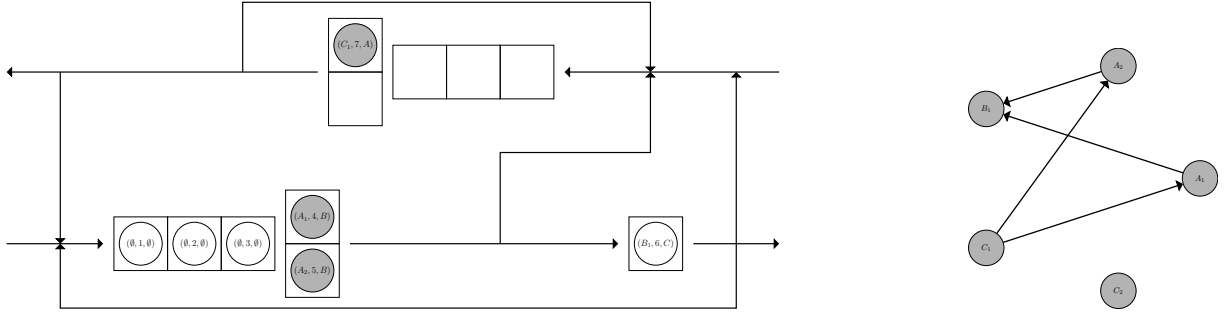 (C₁, 7, A)
(∅, 1, ∅)
(∅, 2, ∅)
(∅, 3, ∅)
(A₁, 4, B)
(A₂, 5, B)
(B₁, 6, C)
A₂
B₁
A₁
C₁
C₂